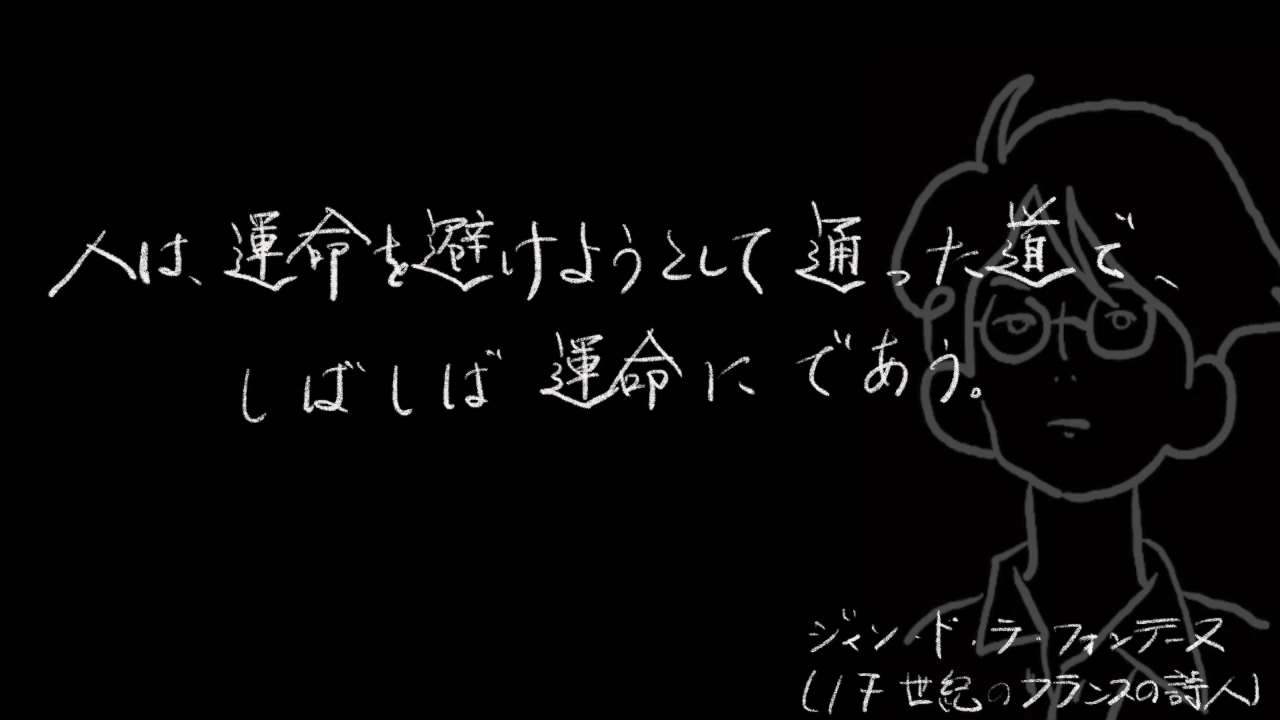 人は、運命を避けようとして通った道で、
しばしば運命にであう。
ジャン・ド・ラ・フォンテーヌ
(17世紀のフランスの詩人)